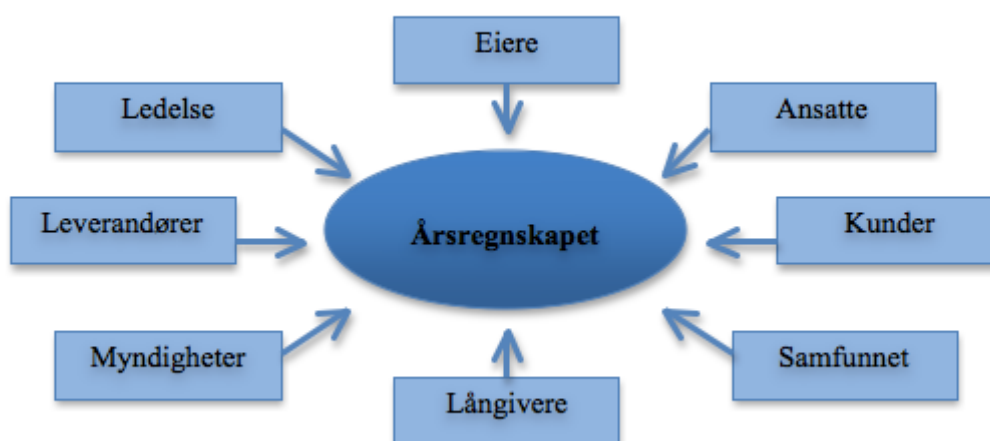 Eiere
Ledelse
Ansatte
Leverandører
Årsregnskapet
Kunder
Myndigheter
Långivere
Samfunnet